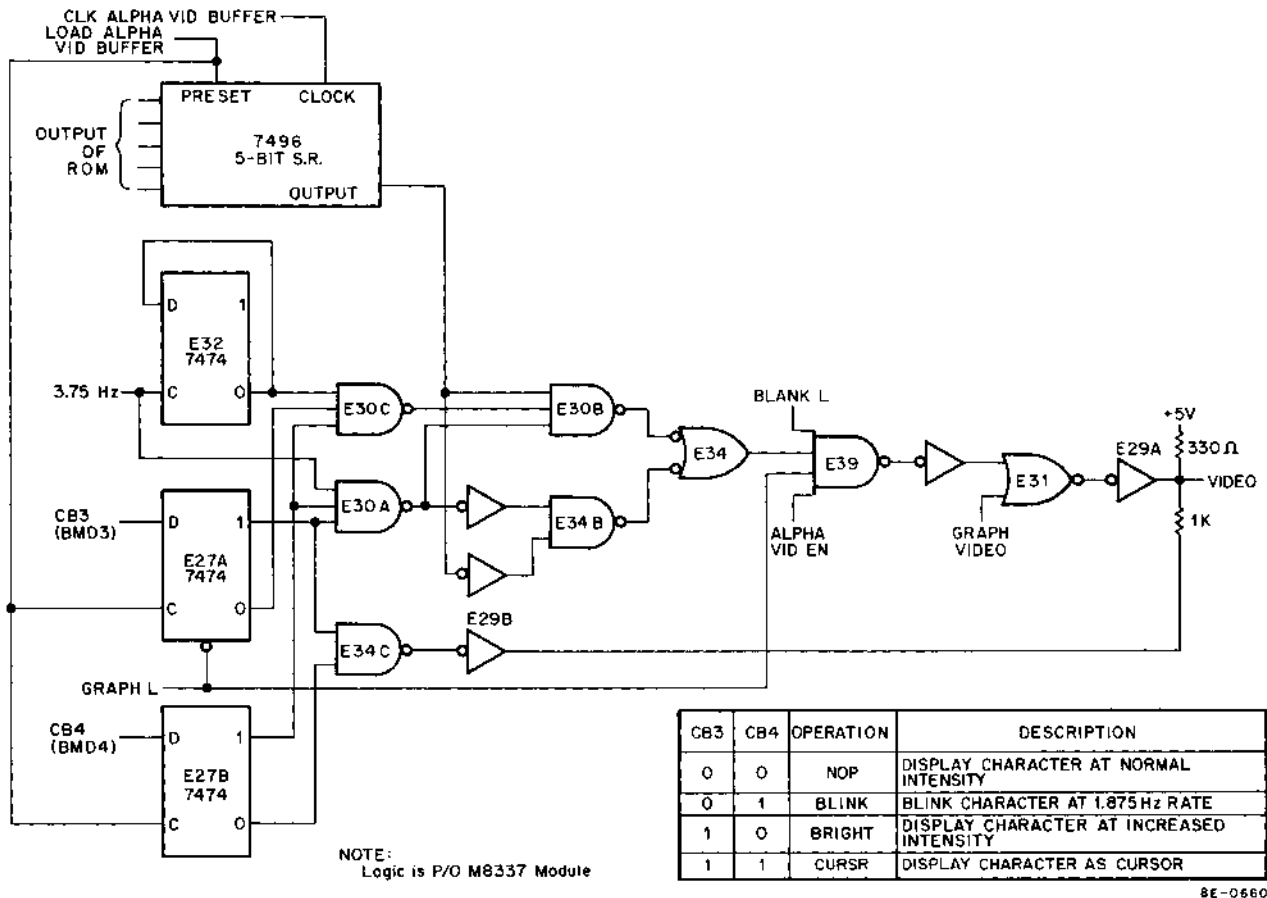 CLK ALPHA VID BUFFER
LOAD ALPHA
VID BUFFER
PRESET CLOCK
OUTPUT
OF
ROM
7496
5-BIT S.R.
OUTPUT
D 1
E32
7474
3.75 Hz
C 0
E30C
E30B
BLANK L
+5V
E34
E39
E29A
330Ω
E31
VIDEO
CB3
(BMD3)
D 1
E30A
E27A
7474
E34B
ALPHA
VID EN
GRAPH
VIDEO
1K
C 0
E29B
E34C
GRAPH L
CB4
(BMD4)
D 1
E27B
7474
C 0
NOTE:
Logic is P/O M8337 Module
CB3 CB4 OPERATION DESCRIPTION
0 0 NOP DISPLAY CHARACTER AT NORMAL
INTENSITY
0 1 BLINK BLINK CHARACTER AT 1.875 Hz RATE
1 0 BRIGHT DISPLAY CHARACTER AT INCREASED
INTENSITY
1 1 CURSR DISPLAY CHARACTER AS CURSOR
8E-0660